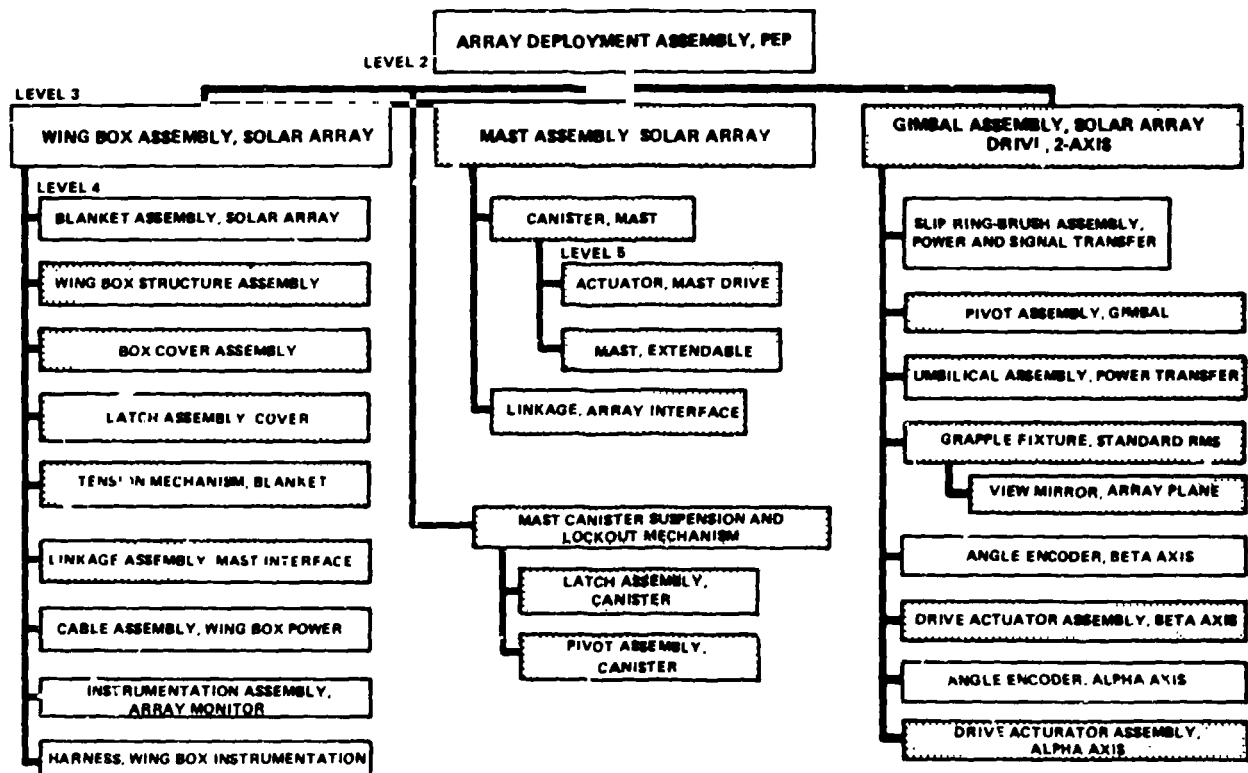 ARRAY DEPLOYMENT ASSEMBLY, PEP
LEVEL 2
LEVEL 3
WING BOX ASSEMBLY, SOLAR ARRAY
LEVEL 4
BLANKET ASSEMBLY, SOLAR ARRAY
WING BOX STRUCTURE ASSEMBLY
BOX COVER ASSEMBLY
LATCH ASSEMBLY COVER
TENSION MECHANISM, BLANKET
LINKAGE ASSEMBLY MAST INTERFACE
CABLE ASSEMBLY, WING BOX POWER
INSTRUMENTATION ASSEMBLY,
ARRAY MONITOR
HARNESS, WING BOX INSTRUMENTATION
MAST ASSEMBLY SOLAR ARRAY
CANISTER, MAST
LEVEL 5
ACTUATOR, MAST DRIVE
MAST, EXTENDABLE
LINKAGE, ARRAY INTERFACE
MAST CANISTER SUSPENSION AND
LOCKOUT MECHANISM
LATCH ASSEMBLY,
CANISTER
PIVOT ASSEMBLY,
CANISTER
GIMBAL ASSEMBLY, SOLAR ARRAY
DRIVE, 2-AXIS
SLIP RING-BRUSH ASSEMBLY,
POWER AND SIGNAL TRANSFER
PIVOT ASSEMBLY, GIMBAL
UMBILICAL ASSEMBLY, POWER TRANSFER
GRAPPLE FIXTURE, STANDARD RMS
VIEW MIRROR, ARRAY PLANE
ANGLE ENCODER, BETA AXIS
DRIVE ACTUATOR ASSEMBLY, BETA AXIS
ANGLE ENCODER, ALPHA AXIS
DRIVE ACTURATOR ASSEMBLY,
ALPHA AXIS